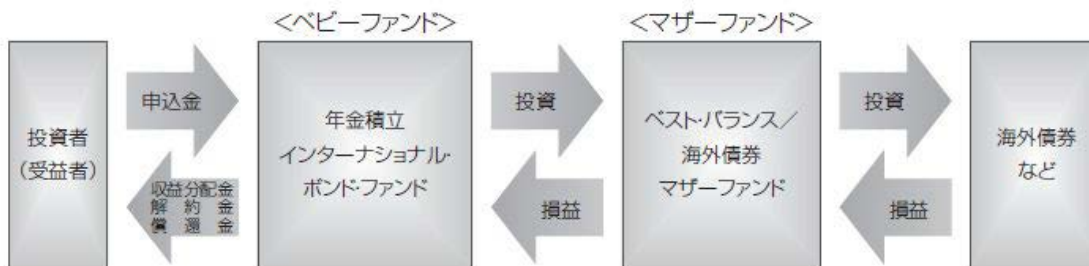 <ベビーファンド>
<マザーファンド>
投資者
(受益者)
申込金
収益分配金
解約金
償還金
年金積立
インターナショナル・
ボンド・ファンド
投資
損益
ベスト・バランス/
海外債券
マザーファンド
投資
損益
海外債券
など